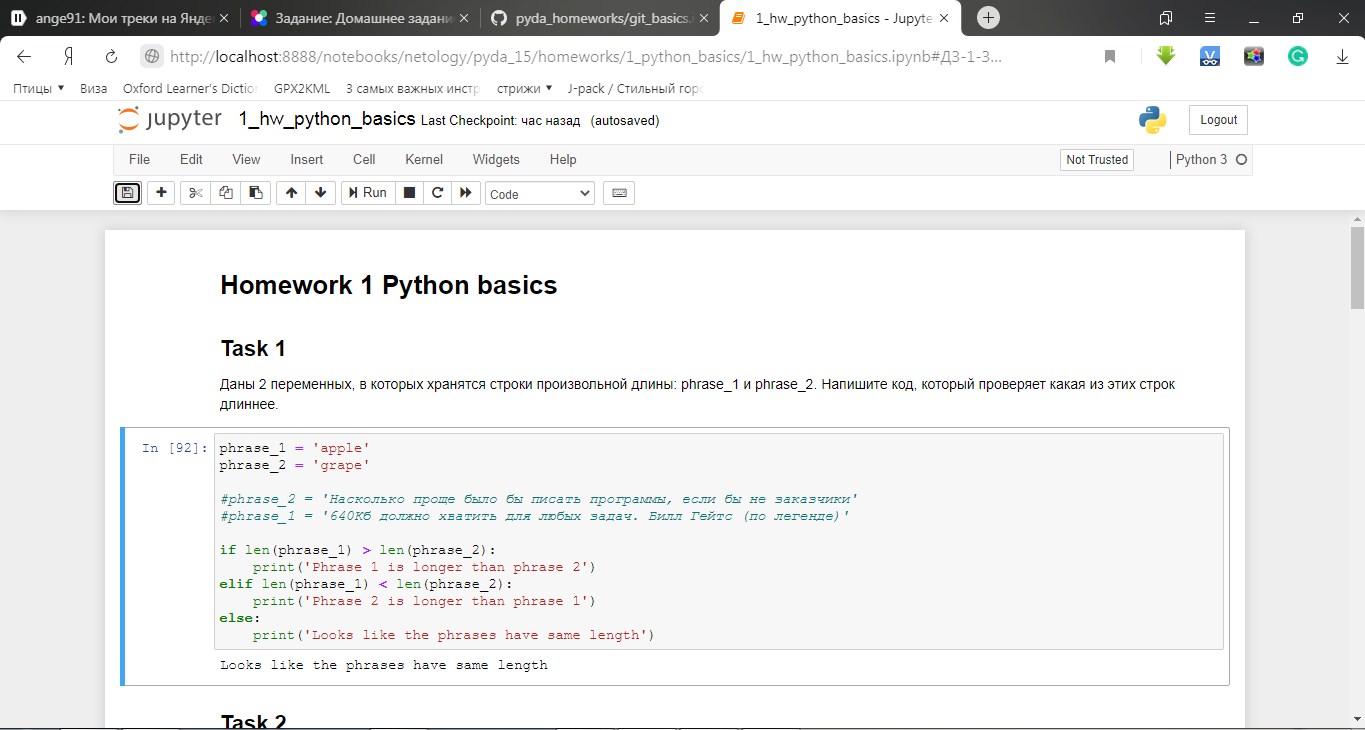 ange91: Мои треки на Янде
Задание: Домашнее задани
pyda_homeworks/git_basics.
1_hw_python_basics - Jupyte
http://localhost:8888/notebooks/netology/pyda_15/homeworks/1_python_basics/1_hw_python_basics.ipynb#ДЗ-1-3...
Птицы Виза Oxford Learner's Dictio GPX2KML 3 самых важных инстр стрижи J-pack / Стильный горо
jupyter 1_hw_python_basics Last Checkpoint: час назад (autosaved)
Logout
File Edit View Insert Cell Kernel Widgets Help
Not Trusted Python 3
Run Code
Homework 1 Python basics
Task 1
Даны 2 переменных, в которых хранятся строки произвольной длины: phrase_1 и phrase_2. Напишите код, который проверяет какая из этих строк
длиннее.
In [92]: phrase_1 = 'apple'
phrase_2 = 'grape'
#phrase_2 = 'Насколько проще было бы писать программы, если бы не заказчики'
#phrase_1 = '640Кб должно хватить для любых задач. Билл Гейтс (по легенде)'
if len(phrase_1) > len(phrase_2):
    print('Phrase 1 is longer than phrase 2')
elif len(phrase_1) < len(phrase_2):
    print('Phrase 2 is longer than phrase 1')
else:
    print('Looks like the phrases have same length')
Looks like the phrases have same length
Task 2